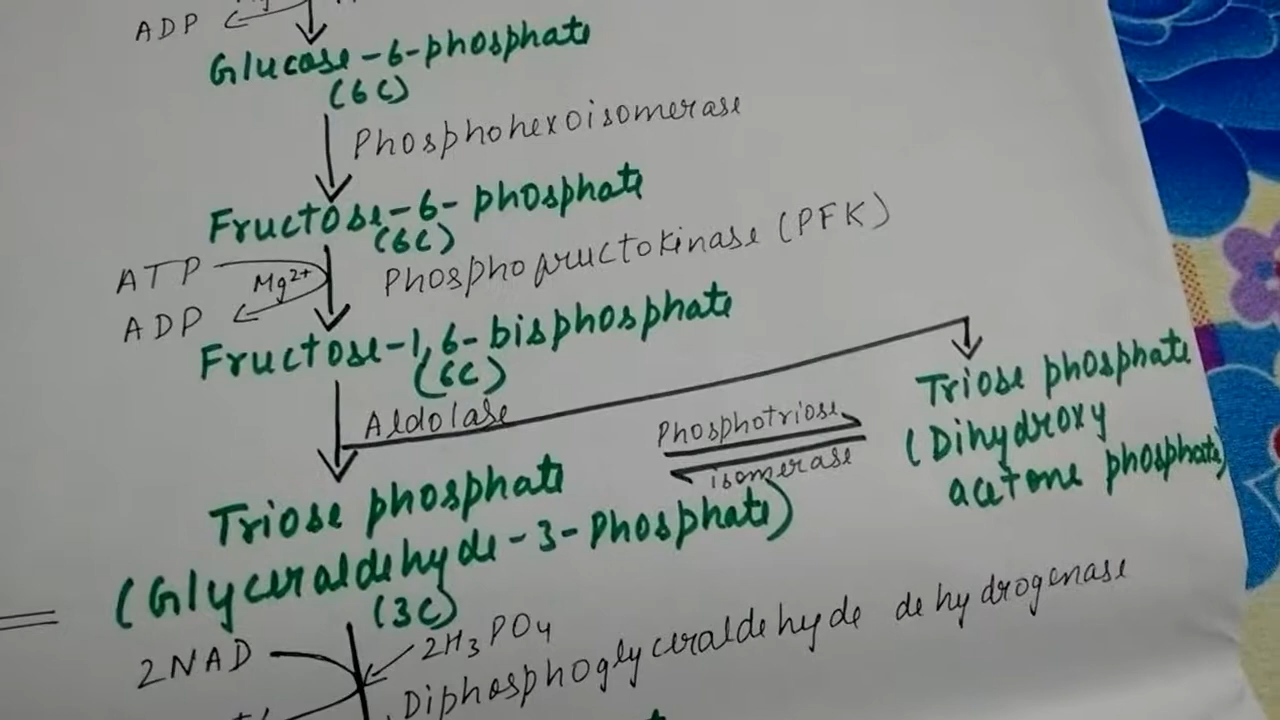 ADP
Glucose-6-phosphate
(6C)
Phosphohexoisomerase
Fructose-6-phosphate
(6C)
ATP
Mg2+
ADP
Phosphofructokinase (PFK)
Fructose-1,6-bisphosphate
(6C)
Aldolase
Triose phosphate
(Dihydroxy
acetone phosphate)
Phosphotriose
isomerase
Triose phosphate
(Glyceraldehyde-3-Phosphate)
(3C)
2NAD
2H3PO4
Diphosphoglyceraldehyde dehydrogenase